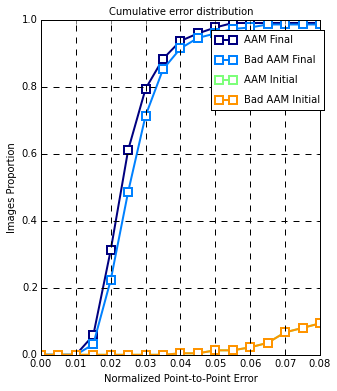 Cumulative error distribution
1.0
0.8
0.6
0.4
0.2
0.0
Images Proportion
AAM Final
Bad AAM Final
AAM Initial
Bad AAM Initial
0.00 0.01 0.02 0.03 0.04 0.05 0.06 0.07 0.08
Normalized Point-to-Point Error